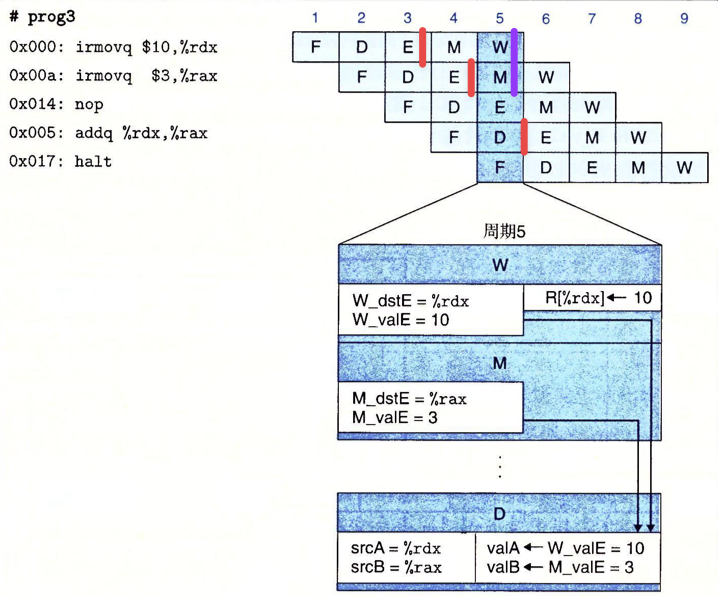 # prog3
1 2 3 4 5 6 7 8 9
0x000: irmovq $10,%rdx F D E M W
0x00a: irmovq $3,%rax F D E M W
0x014: nop F D E M W
0x005: addq %rdx,%rax F D E M W
0x017: halt F D E M W
周期5
W
W_dstE = %rdx R[%rdx]← 10
W_valE = 10
M
M_dstE = %rax
M_valE = 3
D
srcA = %rdx valA ← W_valE = 10
srcB = %rax valB ← M_valE = 3